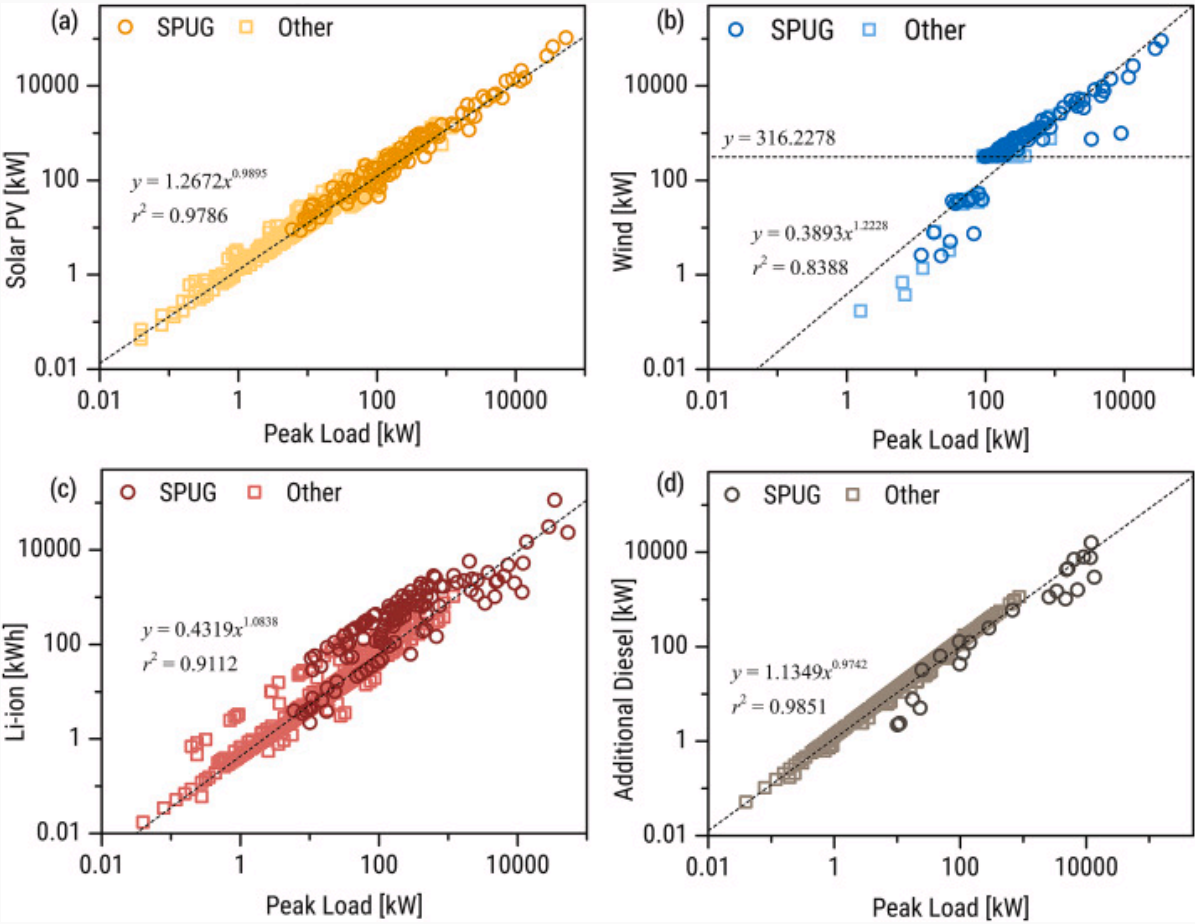 (a) SPUG Other
10000
100
1
0.01
Solar PV [kW]
y = 1.2672x^0.9895
r² = 0.9786
0.01 1 100 10000
Peak Load [kW]
(b) SPUG Other
10000
100
1
0.01
Wind [kW]
y = 316.2278
y = 0.3893x^1.2228
r² = 0.8388
0.01 1 100 10000
Peak Load [kW]
(c) SPUG Other
10000
100
1
0.01
Li-ion [kWh]
y = 0.4319x^1.0838
r² = 0.9112
0.01 1 100 10000
Peak Load [kW]
(d) SPUG Other
10000
100
1
0.01
Additional Diesel [kW]
y = 1.1349x^0.9742
r² = 0.9851
0.01 1 100 10000
Peak Load [kW]